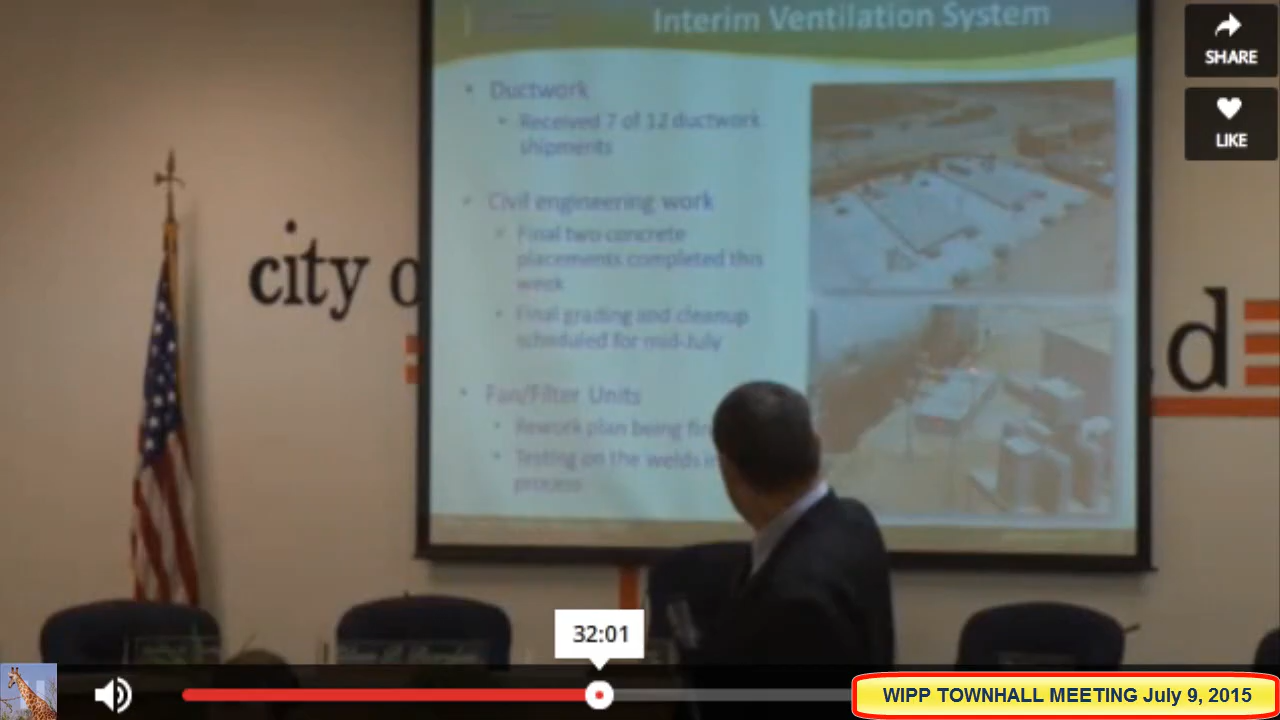 Interim Ventilation System
SHARE
LIKE
• Ductwork
• Received 7 of 12 ductwork
shipments
• Civil engineering work
• Final two concrete
placements completed this
week
• Final grading and cleanup
scheduled for mid-July
• Fan/Filter Units
• Rework plan being
• Testing on the welds in
process
city o
d
32:01
WIPP TOWNHALL MEETING July 9, 2015